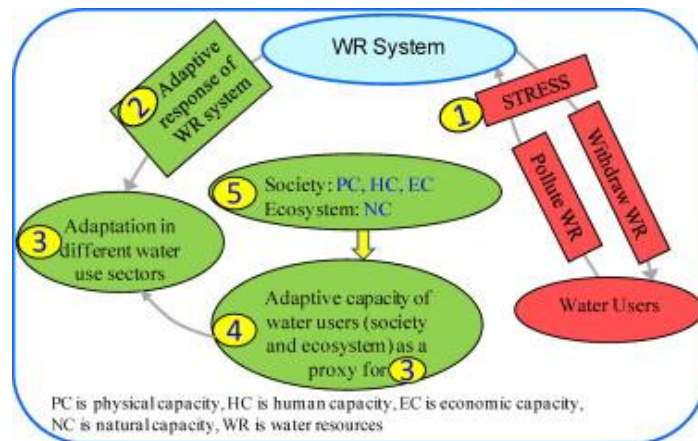 WR System
2
Adaptive
response of
WR system
1
STRESS
Pollute WR
Withdraw WR
5
Society: PC, HC, EC
Ecosystem: NC
3
Adaptation in
different water
use sectors
4
Adaptive capacity of
water users (society
and ecosystem) as a
proxy for 3
Water Users
PC is physical capacity, HC is human capacity, EC is economic capacity,
NC is natural capacity, WR is water resources